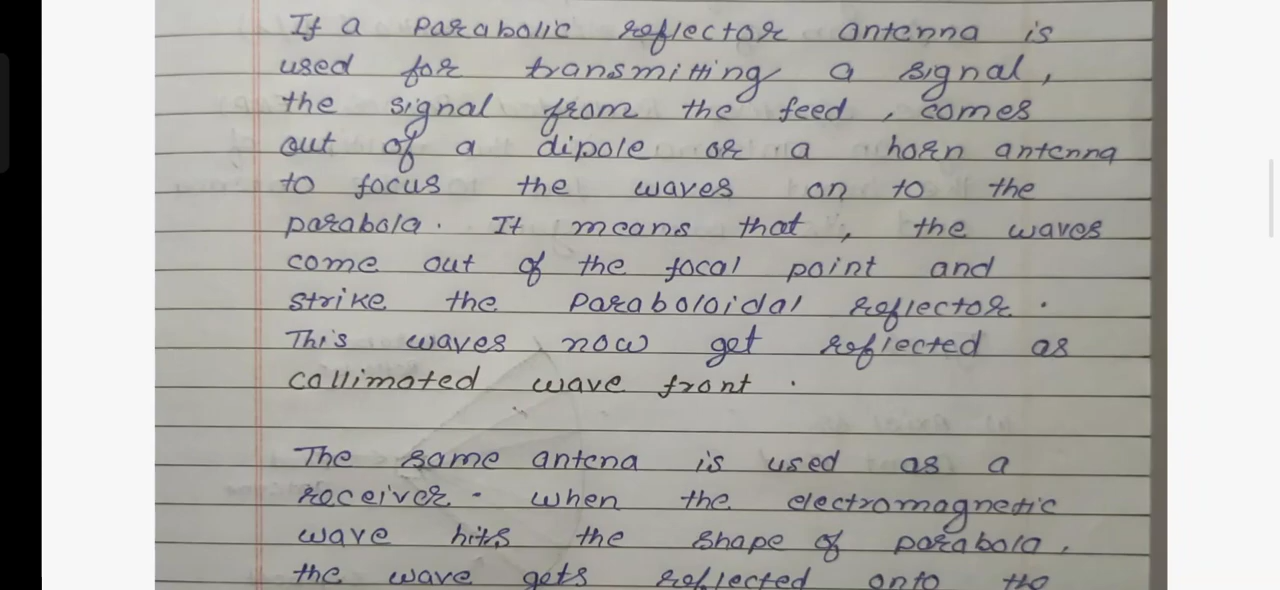 If a parabolic reflector antenna is
used for transmitting a signal,
the signal from the feed, comes
out of a dipole or a horn antenna
to focus the waves on to the
parabola. It means that, the waves
come out of the focal point and
strike the paraboloidal reflector.
This waves now get reflected as
collimated wave front.
The same antena is used as a
receiver. when the electromagnetic
wave hits the shape of parabola,
the wave gets reflected onto the